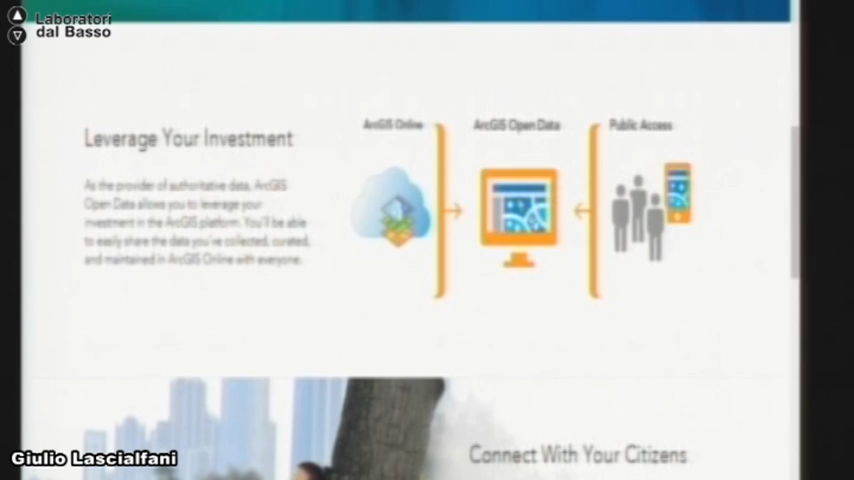 Laboratori
dal Basso
ArcGIS Online
ArcGIS Open Data
Public Access
Leverage Your Investment
As the provider of authoritative data, ArcGIS
Open Data allows you to leverage your
investment in the ArcGIS platform. You'll be able
to easily share the data you've collected, curated,
and maintained in ArcGIS Online with everyone.
Connect With Your Citizens
Giulio Lascialfani